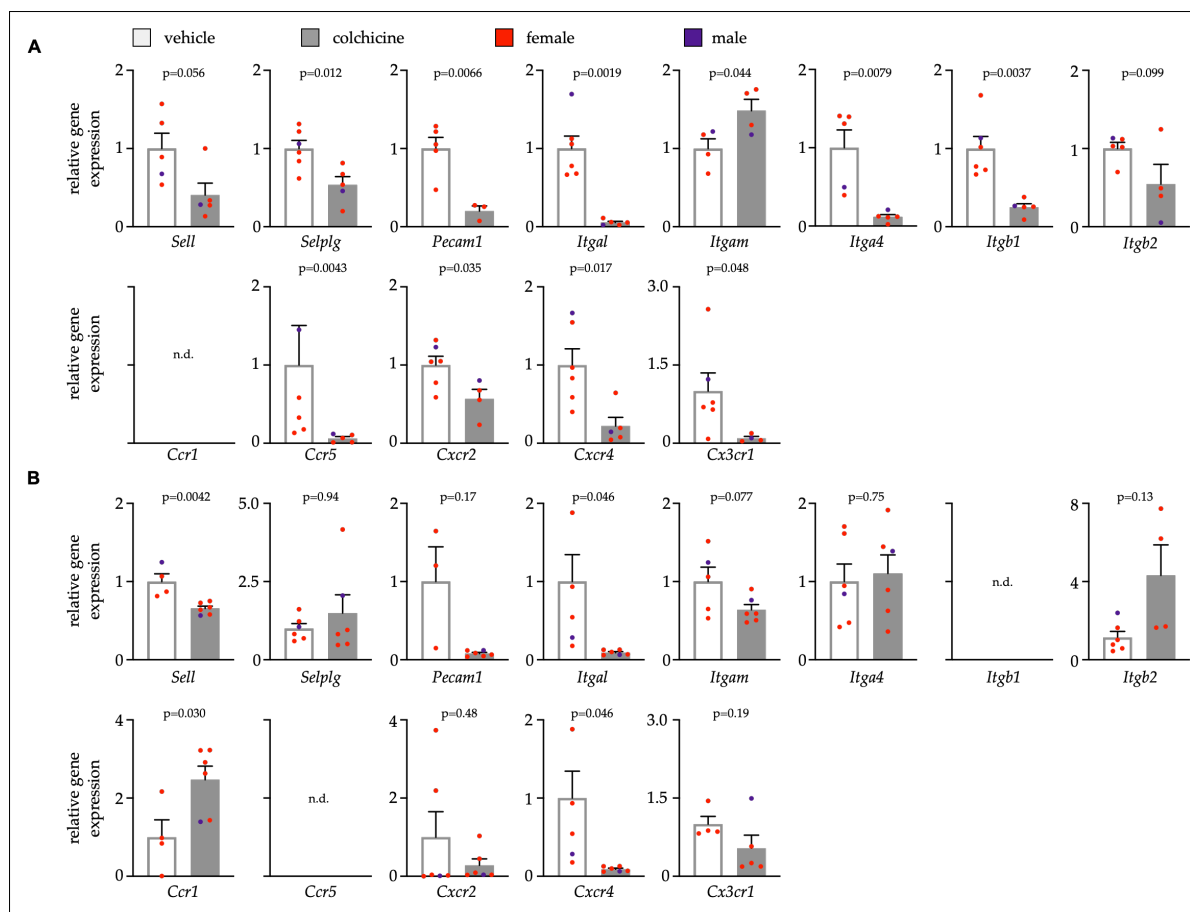 A
vehicle colchicine female male
p=0.056 p=0.012 p=0.0066 p=0.0019 p=0.044 p=0.0079 p=0.0037 p=0.099
relative gene
expression
2 2 2 2 2 2 2 2
1 1 1 1 1 1 1 1
0 0 0 0 0 0 0 0
Sell Selplg Pecam1 Itgal Itgam Itga4 Itgb1 Itgb2
p=0.0043 p=0.035 p=0.017 p=0.048
relative gene
expression
2 2 2 3.0
n.d.
1 1 1 1.5
0 0 0 0
Ccr1 Ccr5 Cxcr2 Cxcr4 Cx3cr1
B
p=0.0042 p=0.94 p=0.17 p=0.046 p=0.077 p=0.75 p=0.13
relative gene
expression
2 5.0 2 2 2 2 8
1 2.5 1 1 1 1 n.d. 4
0 0 0 0 0 0 0
Sell Selplg Pecam1 Itgal Itgam Itga4 Itgb1 Itgb2
p=0.030 p=0.48 p=0.046 p=0.19
relative gene
expression
4 4 2 3.0
2 n.d. 2 1 1.5
0 0 0 0
Ccr1 Ccr5 Cxcr2 Cxcr4 Cx3cr1